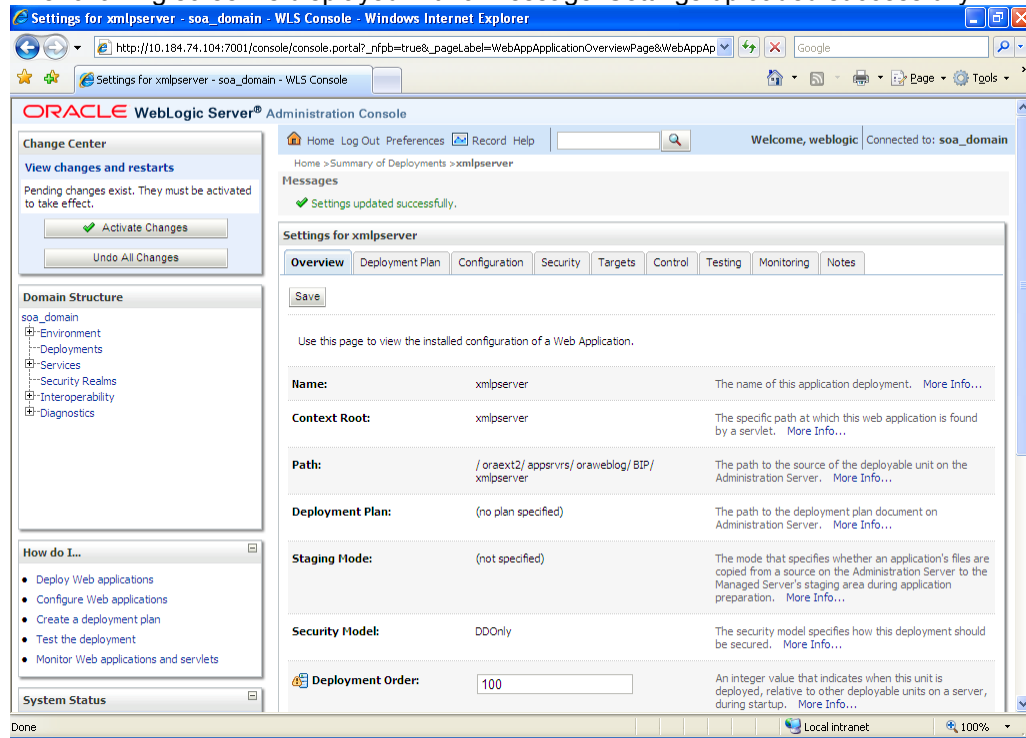 Settings for xmlpserver - soa_domain - WLS Console - Windows Internet Explorer
http://10.184.74.104:7001/console/console.portal?_nfpb=true&_pageLabel=WebAppApplicationOverviewPage&WebAppAp
Google
Settings for xmlpserver - soa_domain - WLS Console
Page
Tools
ORACLE WebLogic Server® Administration Console
Change Center
View changes and restarts
Pending changes exist. They must be activated
to take effect.
Activate Changes
Undo All Changes
Domain Structure
soa_domain
Environment
Deployments
Services
Security Realms
Interoperability
Diagnostics
How do I...
Deploy Web applications
Configure Web applications
Create a deployment plan
Test the deployment
Monitor Web applications and servlets
System Status
Home Log Out Preferences Record Help
Welcome, weblogic Connected to: soa_domain
Home >Summary of Deployments >xmlpserver
Messages
Settings updated successfully.
Settings for xmlpserver
Overview Deployment Plan Configuration Security Targets Control Testing Monitoring Notes
Save
Use this page to view the installed configuration of a Web Application.
Name: xmlpserver The name of this application deployment. More Info...
Context Root: xmlpserver The specific path at which this web application is found
by a servlet. More Info...
Path: / oraext2/ appsrvrs/ oraweblog/ BIP/ The path to the source of the deployable unit on the
xmlpserver Administration Server. More Info...
Deployment Plan: (no plan specified) The path to the deployment plan document on
Administration Server. More Info...
Staging Mode: (not specified) The mode that specifies whether an application's files are
copied from a source on the Administration Server to the
Managed Server's staging area during application
preparation. More Info...
Security Model: DDOnly The security model specifies how this deployment should
be secured. More Info...
Deployment Order: 100 An integer value that indicates when this unit is
deployed, relative to other deployable units on a server,
during startup. More Info...
Done
Local intranet
100%